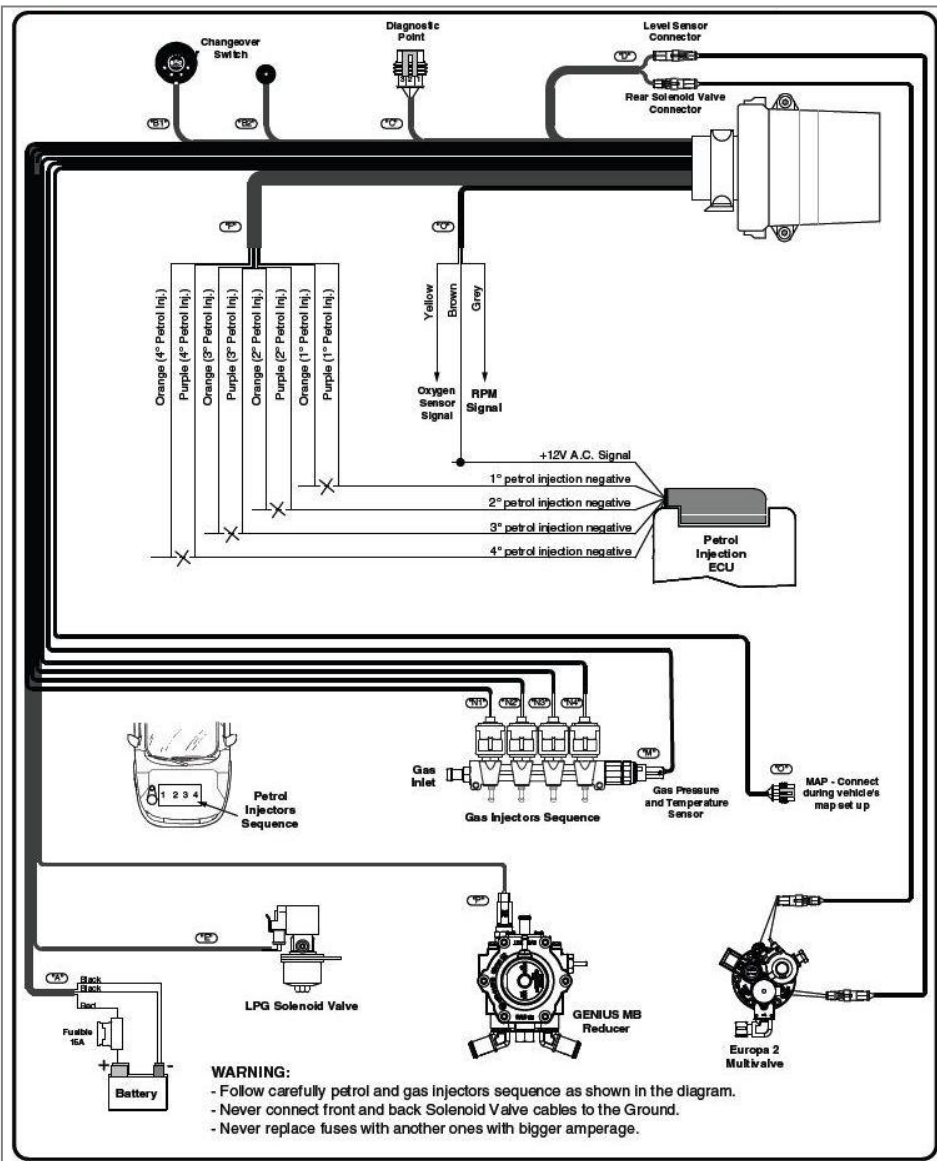 Changeover
Switch
Diagnostic
Point
Level Sensor
Connector
Rear Solenoid Valve
Connector
"B1"
"B2"
"C"
"D"
3 2 1
"P"
"O"
Orange (4° Petrol Inj.)
Purple (4° Petrol Inj.)
Orange (3° Petrol Inj.)
Purple (3° Petrol Inj.)
Orange (2° Petrol Inj.)
Purple (2° Petrol Inj.)
Orange (1° Petrol Inj.)
Purple (1° Petrol Inj.)
Yellow
Brown
Grey
Oxygen
Sensor
Signal
RPM
Signal
+12V A.C. Signal
1° petrol injection negative
2° petrol injection negative
3° petrol injection negative
4° petrol injection negative
Petrol
Injection
ECU
"N1"
"N2"
"N3"
"N4"
"M"
Gas
Inlet
Gas Injectors Sequence
Gas Pressure
and Temperature
Sensor
MAP - Connect
during vehicle's
map set up
1 2 3 4
Petrol
Injectors
Sequence
"E"
LPG Solenoid Valve
GENIUS MB
Reducer
Europa 2
Multivalve
"A"
Black
Black
Red
Fusible
15A
+
-
Battery
WARNING:
- Follow carefully petrol and gas injectors sequence as shown in the diagram.
- Never connect front and back Solenoid Valve cables to the Ground.
- Never replace fuses with another ones with bigger amperage.